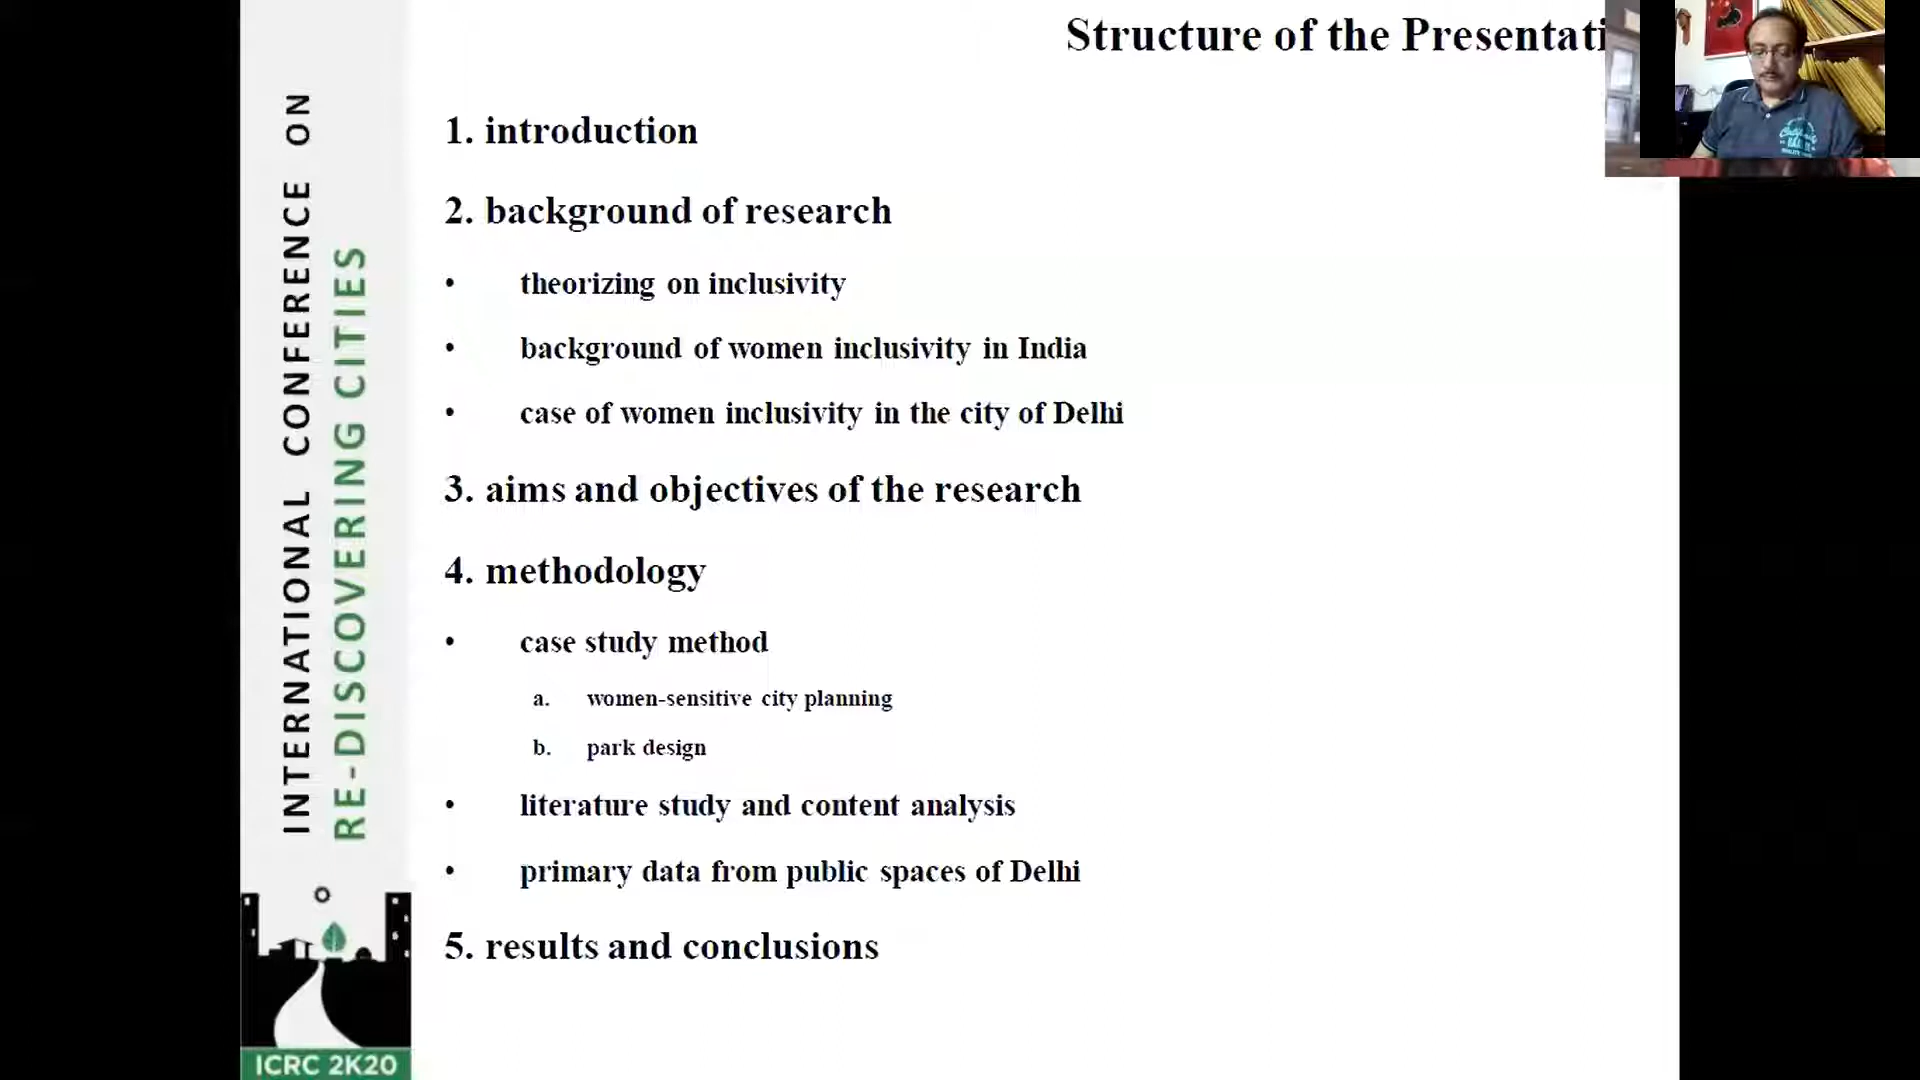 Structure of the Presentati
INTERNATIONAL CONFERENCE ON
RE-DISCOVERING CITIES
1. introduction
2. background of research
• theorizing on inclusivity
• background of women inclusivity in India
• case of women inclusivity in the city of Delhi
3. aims and objectives of the research
4. methodology
• case study method
a. women-sensitive city planning
b. park design
• literature study and content analysis
• primary data from public spaces of Delhi
5. results and conclusions
ICRC 2K20